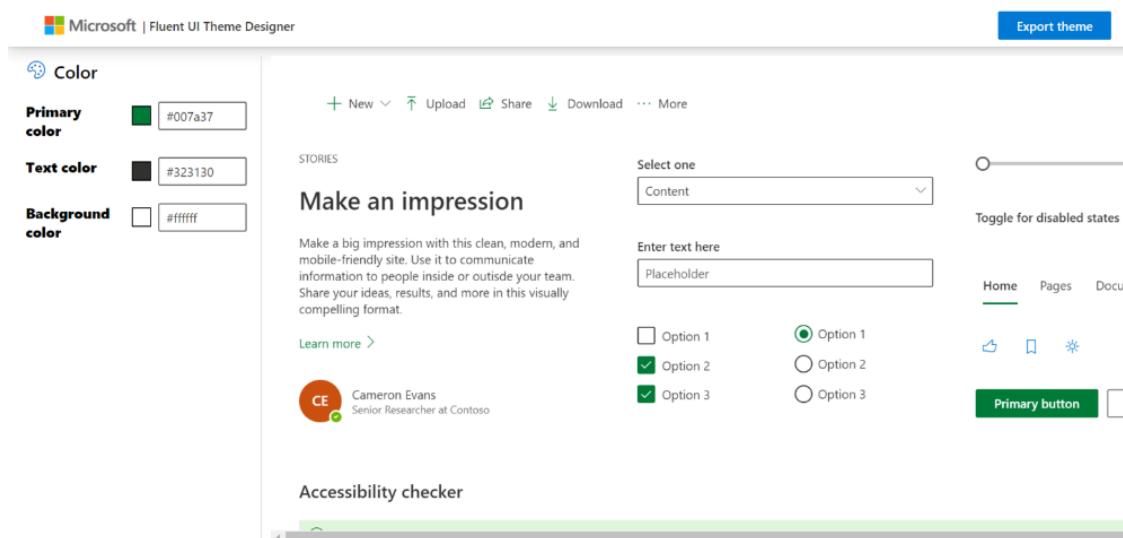 Microsoft | Fluent UI Theme Designer
Export theme
Color
Primary
color
#007a37
Text color
#323130
Background
color
#ffffff
New
Upload
Share
Download
··· More
STORIES
Make an impression
Make a big impression with this clean, modern, and
mobile-friendly site. Use it to communicate
information to people inside or outisde your team.
Share your ideas, results, and more in this visually
compelling format.
Learn more
CE
Cameron Evans
Senior Researcher at Contoso
Select one
Content
Enter text here
Placeholder
Option 1
Option 2
Option 3
Option 1
Option 2
Option 3
Toggle for disabled states
Home Pages Docu
Primary button
Accessibility checker